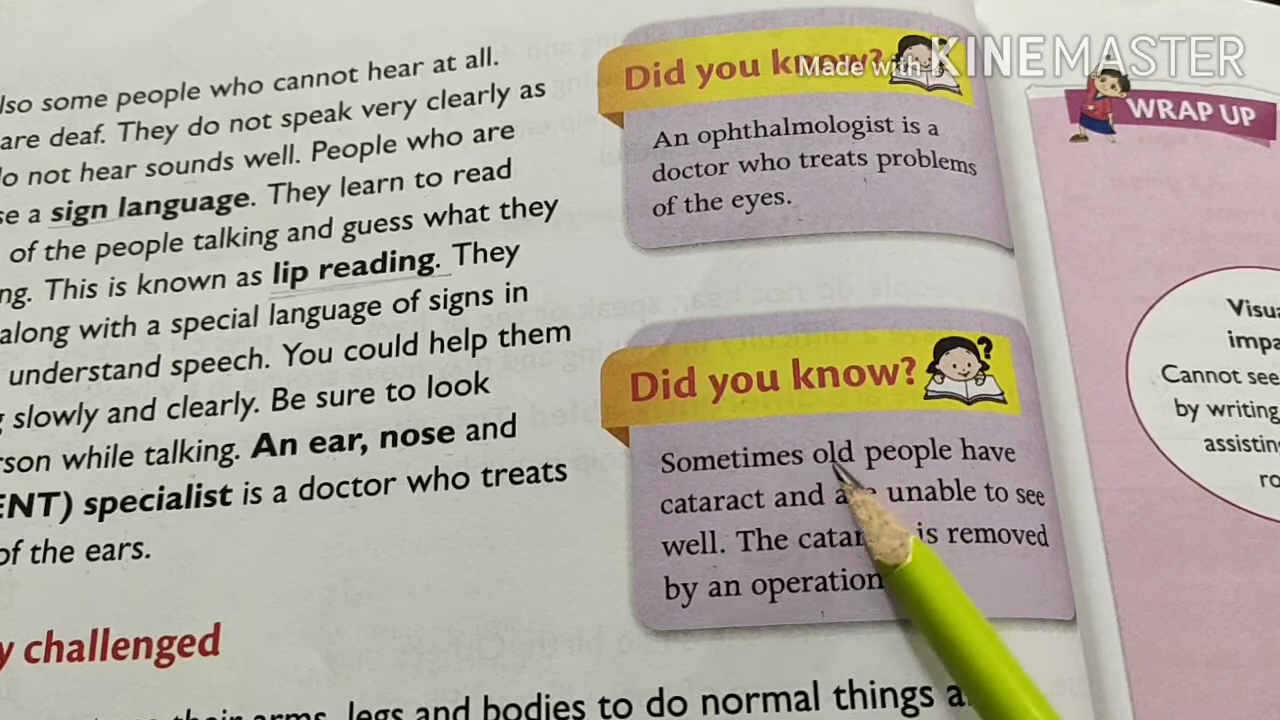 lso some people who cannot hear at all.
are deaf. They do not speak very clearly as
do not hear sounds well. People who are
se a sign language. They learn to read
of the people talking and guess what they
ng. This is known as lip reading. They
along with a special language of signs in
understand speech. You could help them
g slowly and clearly. Be sure to look
rson while talking. An ear, nose and
ENT) specialist is a doctor who treats
of the ears.
y challenged
their arms, legs and bodies to do normal things
Did you know?
An ophthalmologist is a
doctor who treats problems
of the eyes.
Did you know?
Sometimes old people have
cataract and are unable to see
well. The cataract is removed
by an operation
Made with KINEMASTER
WRAP UP
Visua
impa
Cannot see
by writing
assisting
ro